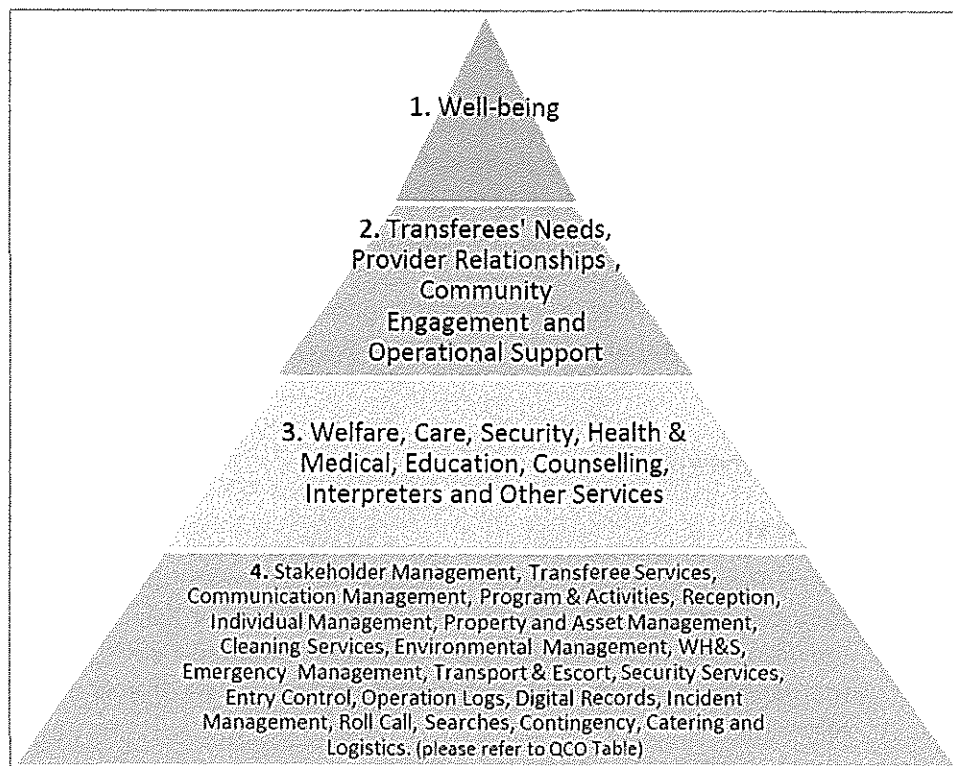 1. Well-being
2. Transferees' Needs,
Provider Relationships ,
Community
Engagement and
Operational Support
3. Welfare, Care, Security, Health &
Medical, Education, Counselling,
Interpreters and Other Services
4. Stakeholder Management, Transferee Services,
Communication Management, Program & Activities, Reception,
Individual Management, Property and Asset Management,
Cleaning Services, Environmental Management, WH&S,
Emergency Management, Transport & Escort, Security Services,
Entry Control, Operation Logs, Digital Records, Incident
Management, Roll Call, Searches, Contingency, Catering and
Logistics. (please refer to QCO Table)